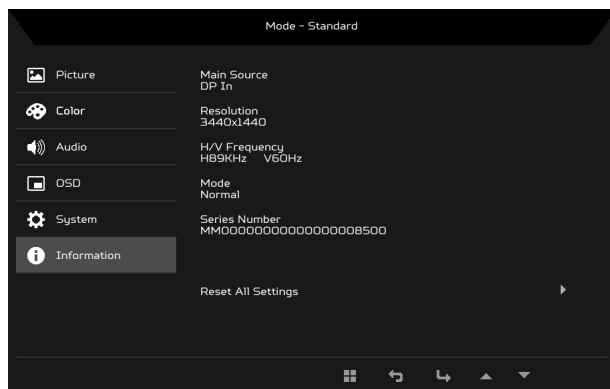 Mode - Standard
Picture
Color
Audio
OSD
System
Information
Main Source
DP In
Resolution
3440x1440
H/V Frequency
H89KHz V60Hz
Mode
Normal
Series Number
MM00000000000000008500
Reset All Settings